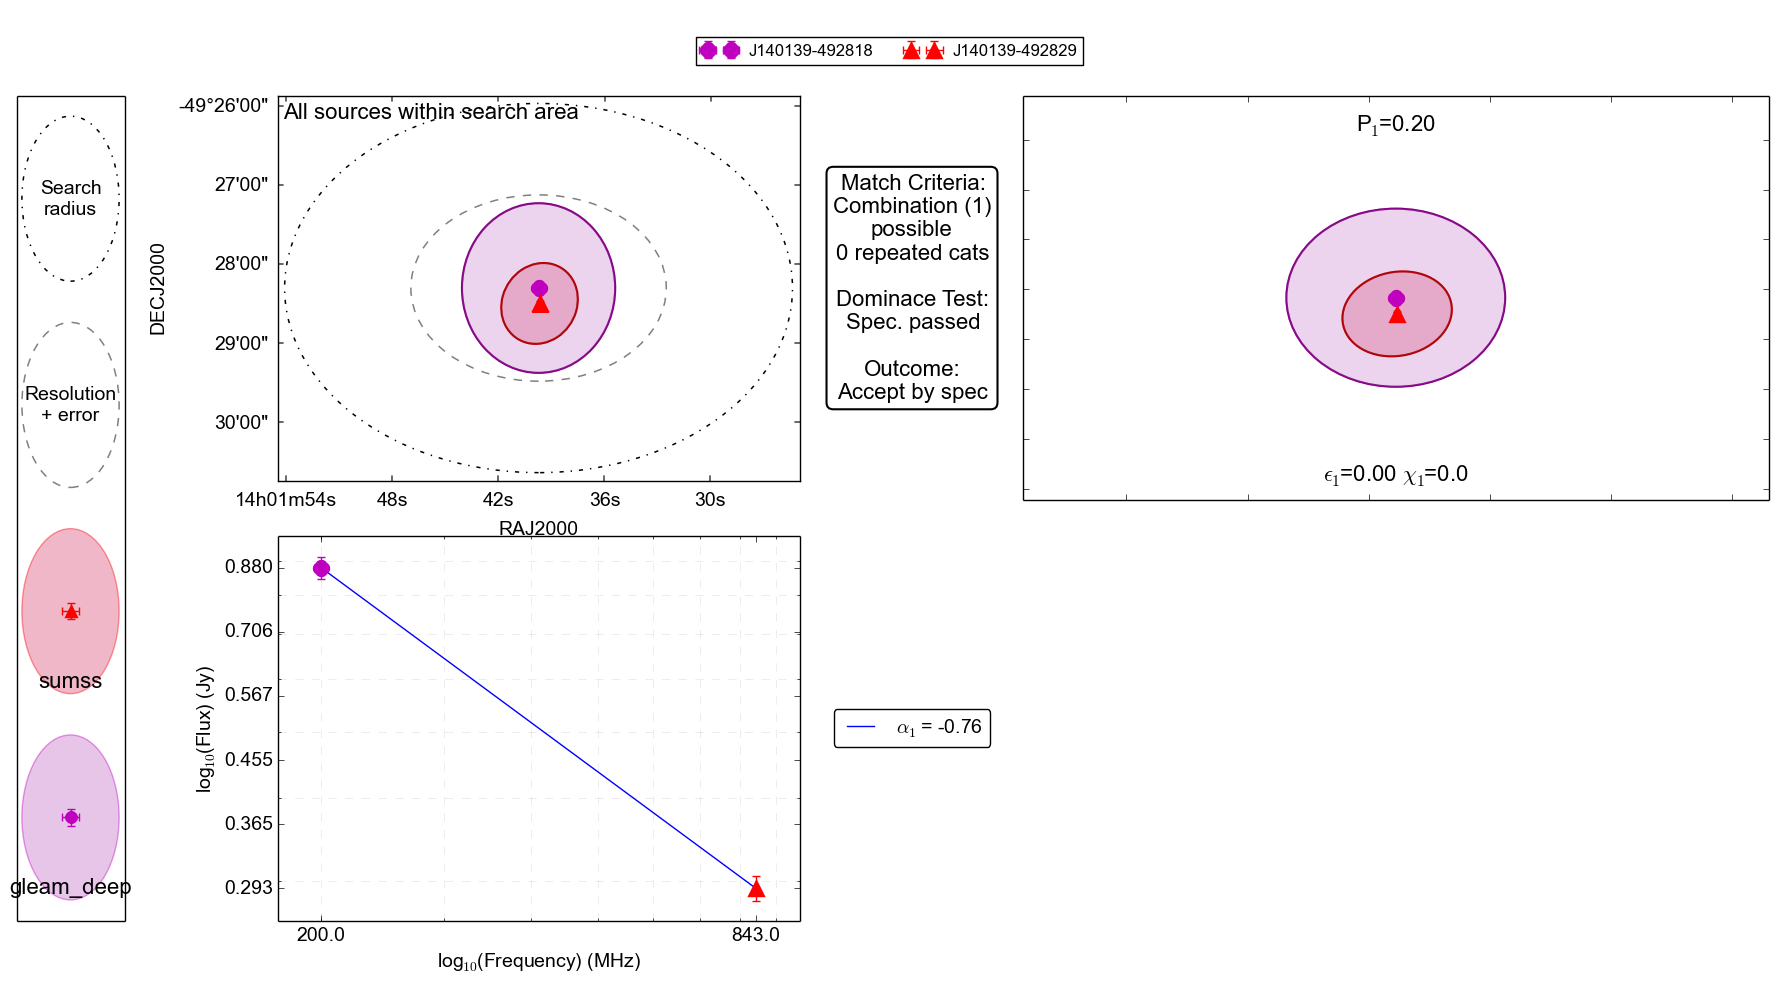 J140139-492818
J140139-492829
Search
radius
Resolution
+ error
sumss
gleam_deep
All sources within search area
-49°26'00"
27'00"
28'00"
29'00"
30'00"
DECJ2000
14h01m54s
48s
42s
36s
30s
RAJ2000
Match Criteria:
Combination (1)
possible
0 repeated cats
Dominace Test:
Spec. passed
Outcome:
Accept by spec
P₁=0.20
ϵ₁=0.00 χ₁=0.0
0.880
0.706
0.567
0.455
0.365
0.293
log₁₀(Flux) (Jy)
200.0
843.0
log₁₀(Frequency) (MHz)
α₁ = -0.76